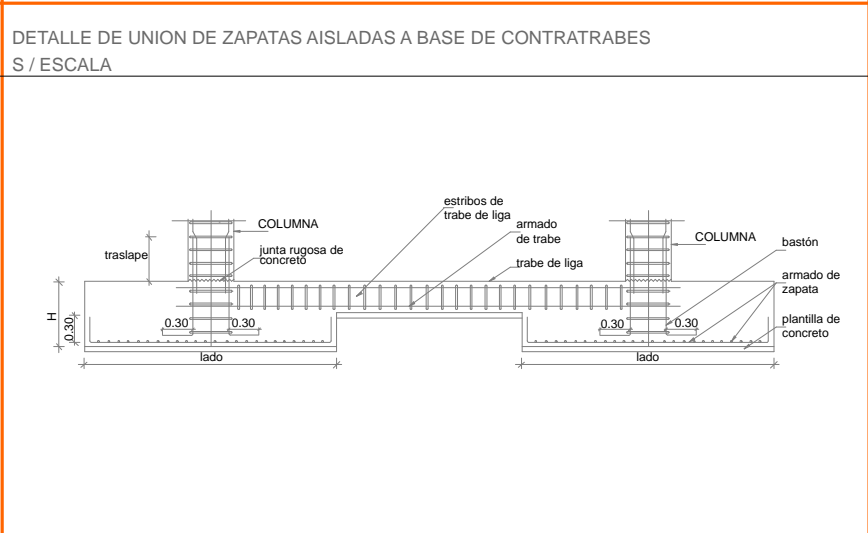 DETALLE DE UNION DE ZAPATAS AISLADAS A BASE DE CONTRATRABES
S / ESCALA
estribos de
trabe de liga
COLUMNA
armado
de trabe
COLUMNA
bastón
traslape
junta rugosa de
concreto
trabe de liga
armado de
zapata
H
0.30
0.30
0.30
0.30
0.30
plantilla de
concreto
lado
lado